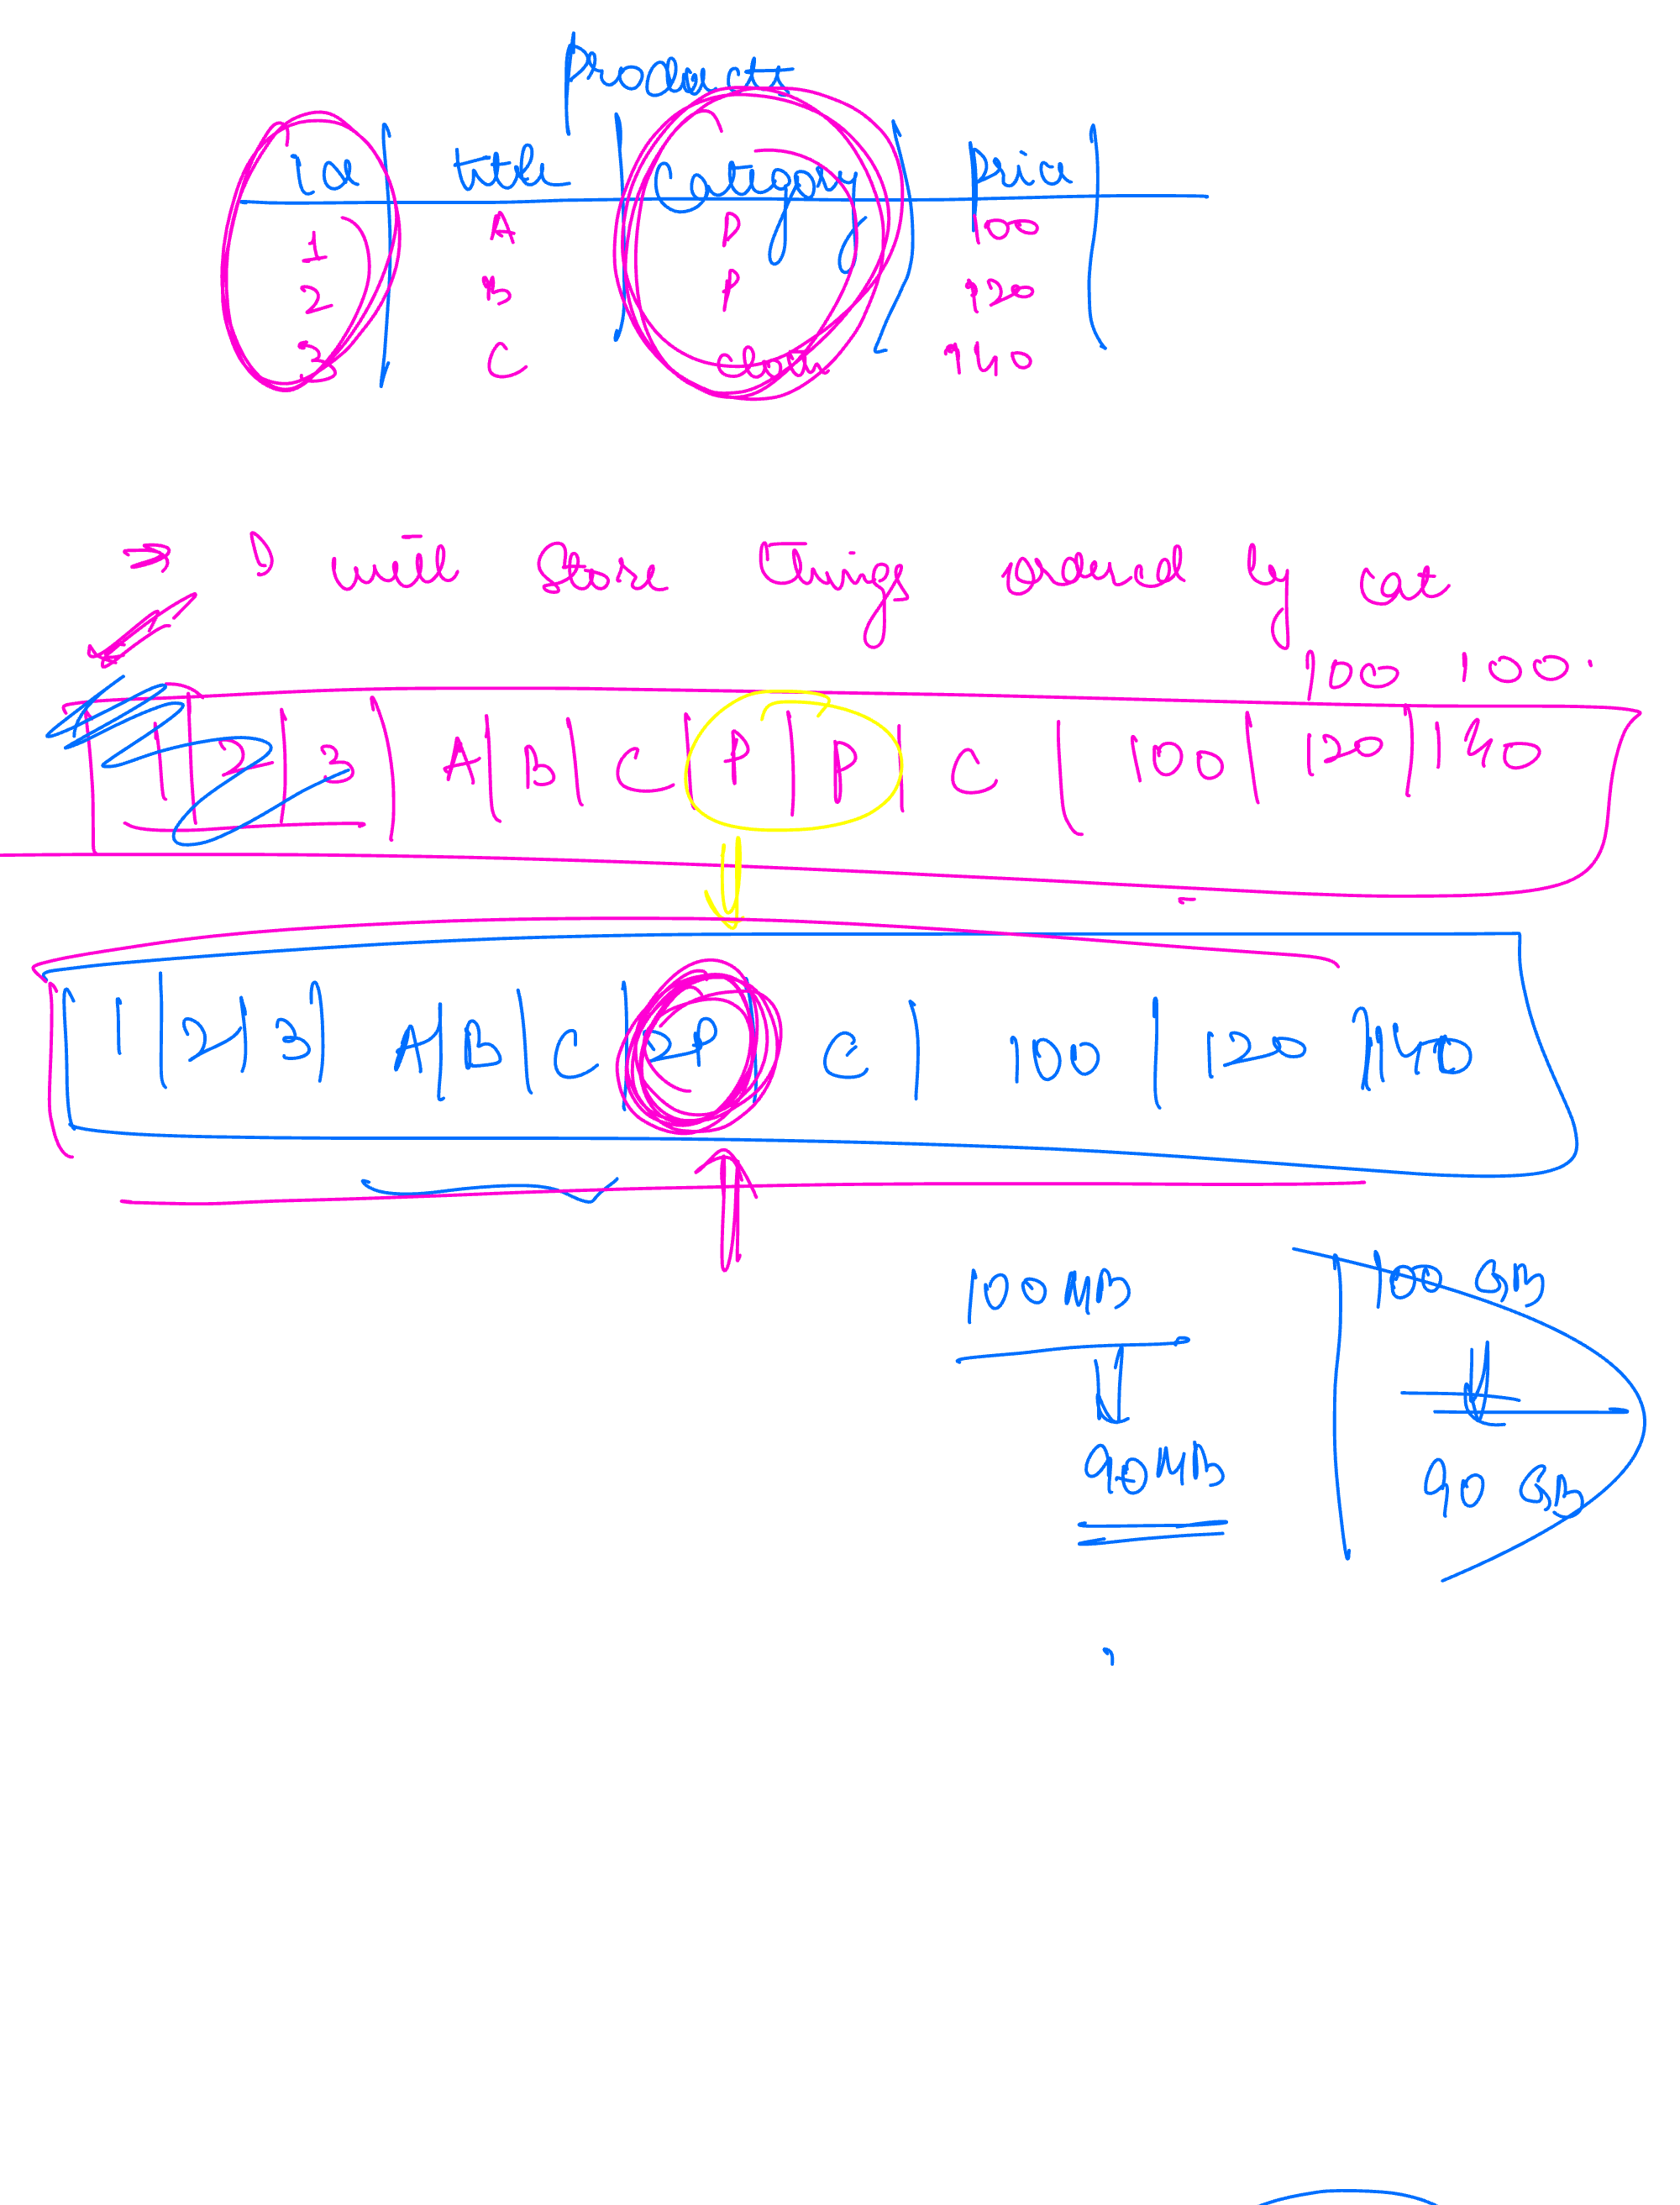 products
id title Category price
1 A P 100
2 B P 120
3 C cloth 140
→ I will store things ordered by cat
100 100.
1 | 2 | 3 | A | B | C | P | P | C | 100 | 120 | 140
1 | 2 | 3 | A | B | C | 2P | C | 100 | 120 | 140
100 MB 100 GB
90 MB 90 GB